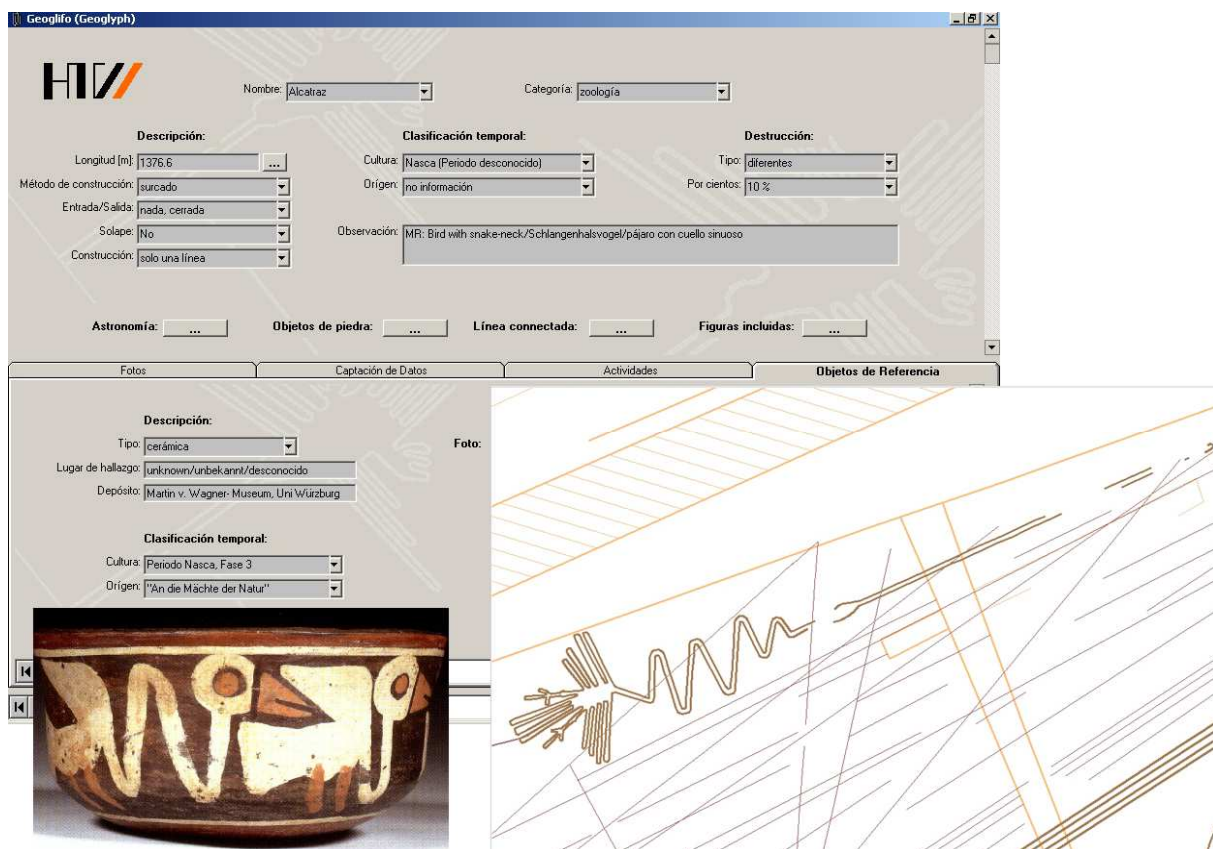 Geoglifo (Geoglyph)
HTW
Nombre: Alcatraz
Categoría: zoología
Descripción: Clasificación temporal: Destrucción:
Longitud [m]: 1376.6 ... Cultura: Nasca (Periodo desconocido) Tipo: diferentes
Método de construcción: surcado Orígen: no información Por cientos: 10 %
Entrada/Salida: nada, cerrada
Solape: No Observación: MR: Bird with snake-neck/Schlangenhalsvogel/pájaro con cuello sinuoso
Construcción: solo una línea
Astronomía: ... Objetos de piedra: ... Línea connectada: ... Figuras incluidas: ...
Fotos Captación de Datos Actividades Objetos de Referencia
Descripción:
Tipo: cerámica Foto:
Lugar de hallazgo: unknown/unbekannt/desconocido
Depósito: Martin v. Wagner- Museum, Uni Würzburg
Clasificación temporal:
Cultura: Periodo Nasca, Fase 3
Orígen: "An die Mächte der Natur"